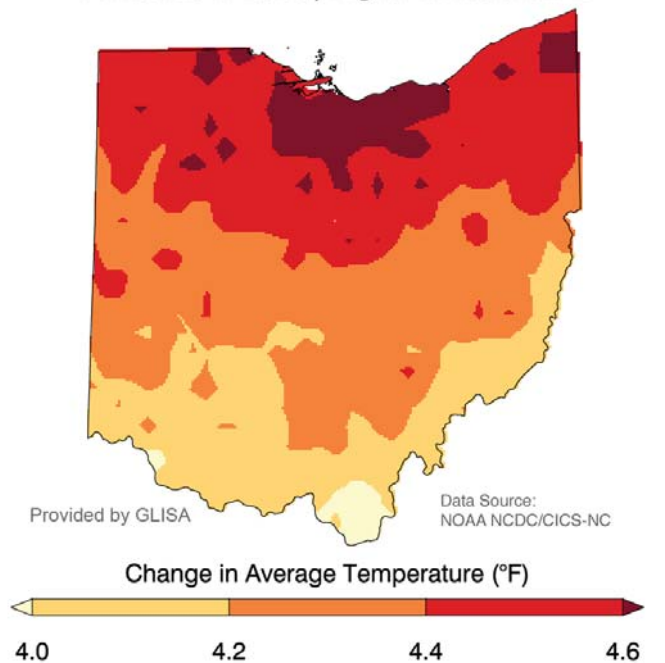 Provided by GLISA
Data Source:
NOAA NCDC/CICS-NC
Change in Average Temperature (°F)
4.0 4.2 4.4 4.6